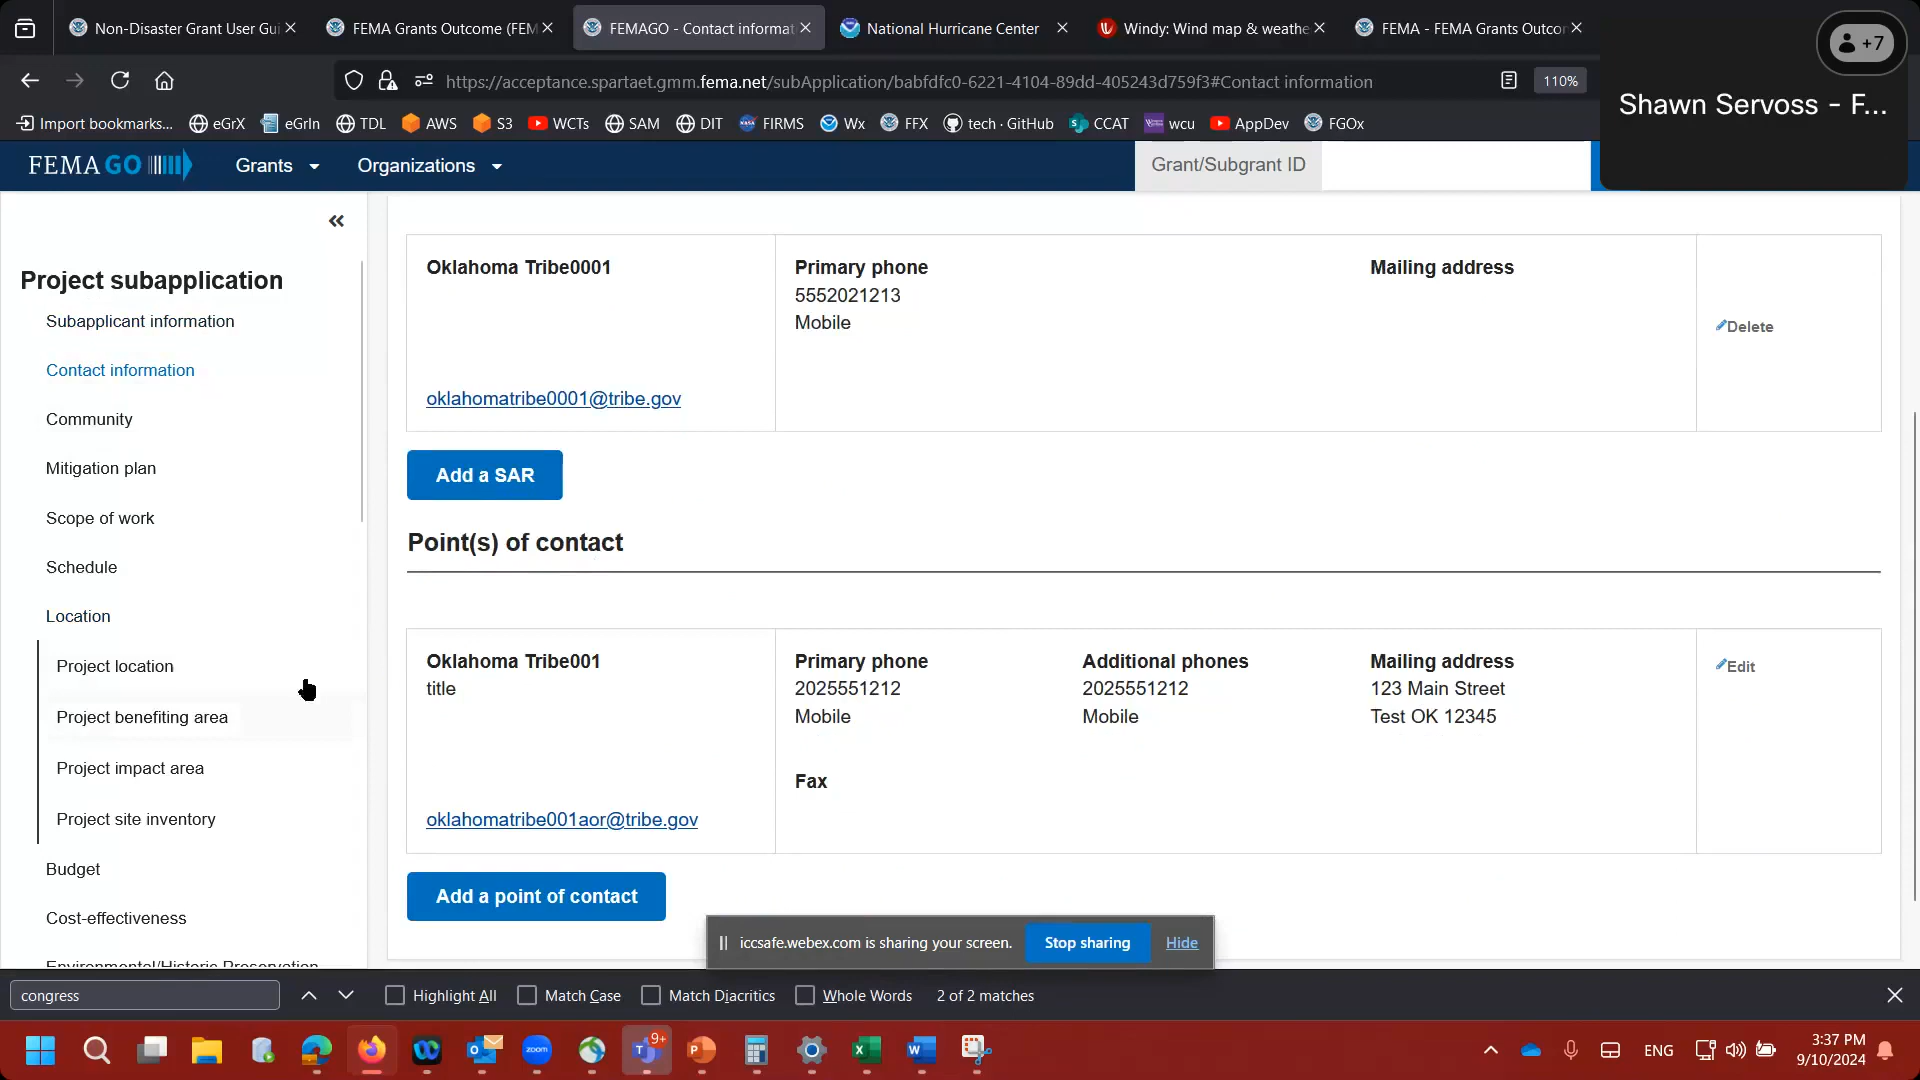 Non-Disaster Grant User Gui
FEMA Grants Outcome (FEM
FEMAGO - Contact informat
National Hurricane Center
Windy: Wind map & weathe
FEMA - FEMA Grants Outcor
+7
https://acceptance.spartaet.gmm.fema.net/subApplication/babfdfc0-6221-4104-89dd-405243d759f3#Contact information
110%
Shawn Servoss - F...
Import bookmarks...
eGrX
eGrIn
TDL
AWS
S3
WCTs
SAM
DIT
FIRMS
Wx
FFX
tech · GitHub
CCAT
wcu
AppDev
FGOx
FEMA GO
Grants
Organizations
Grant/Subgrant ID
Project subapplication
Subapplicant information
Contact information
Community
Mitigation plan
Scope of work
Schedule
Location
Project location
Project benefiting area
Project impact area
Project site inventory
Budget
Cost-effectiveness
Environmental/Historic Preservation
Oklahoma Tribe0001
oklahomatribe0001@tribe.gov
Primary phone
5552021213
Mobile
Mailing address
Delete
Add a SAR
Point(s) of contact
Oklahoma Tribe001
title
oklahomatribe001aor@tribe.gov
Primary phone
2025551212
Mobile
Fax
Additional phones
2025551212
Mobile
Mailing address
123 Main Street
Test OK 12345
Edit
Add a point of contact
iccsafe.webex.com is sharing your screen.
Stop sharing
Hide
congress
Highlight All
Match Case
Match Diacritics
Whole Words
2 of 2 matches
zoom
9+
ENG
3:37 PM
9/10/2024